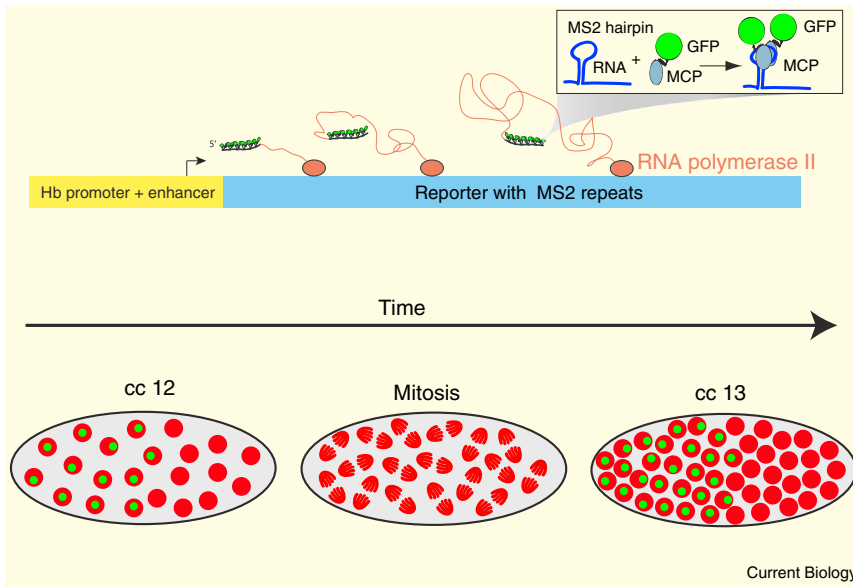 MS2 hairpin
GFP
GFP
RNA
+
MCP
MCP
5'
RNA polymerase II
Hb promoter + enhancer
Reporter with MS2 repeats
Time
cc 12
Mitosis
cc 13
Current Biology